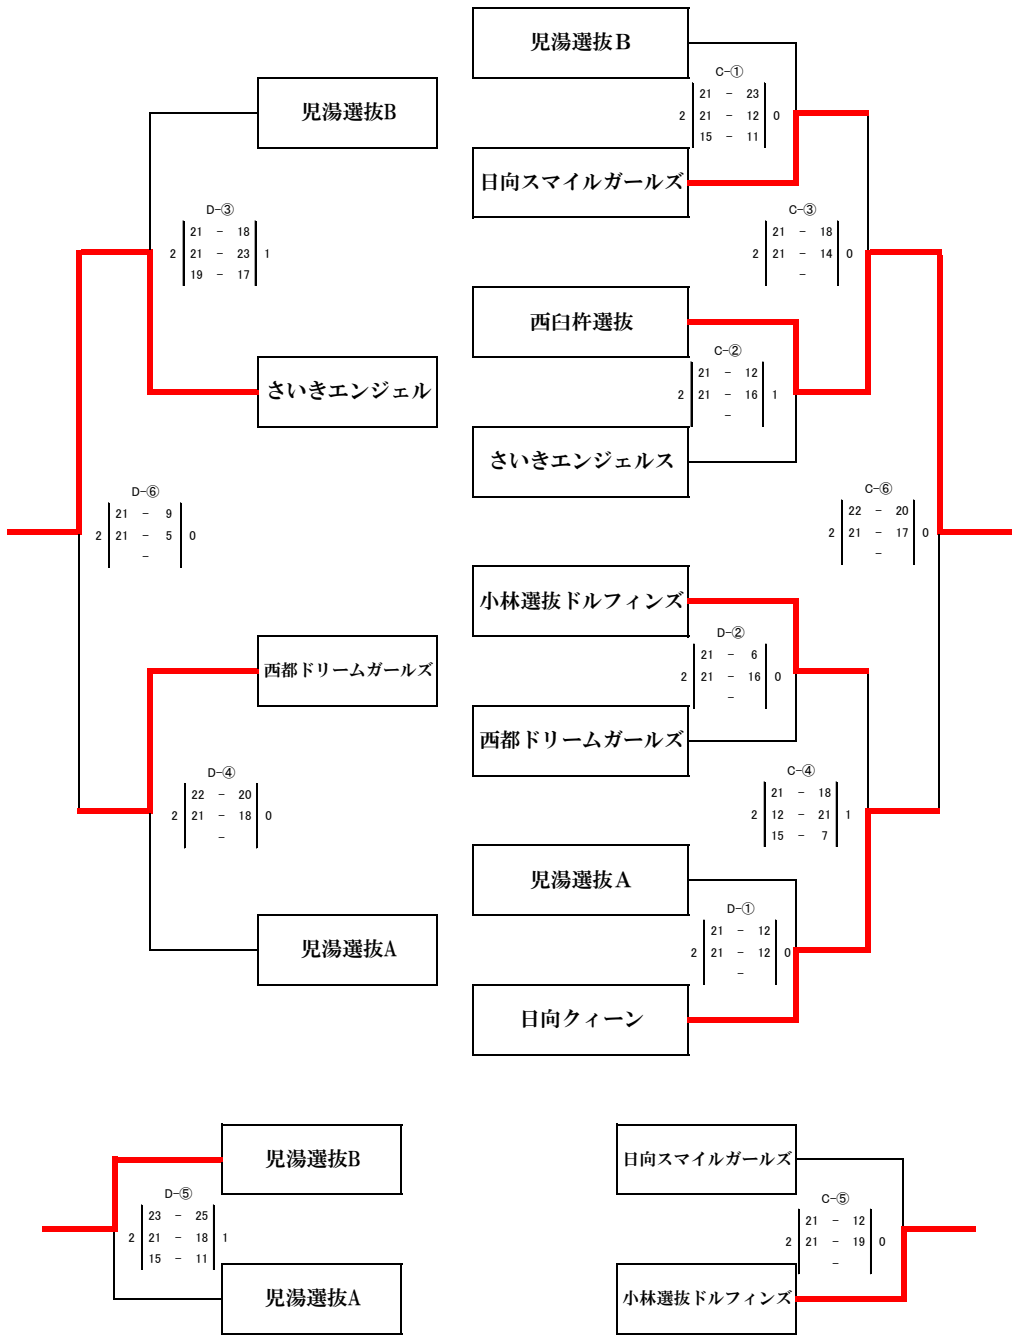 児湯選抜B
C-①
21 - 23
2 21 - 12 0
15 - 11
日向スマイルガールズ
C-③
21 - 18
2 21 - 14 0
-
西臼杵選抜
C-②
21 - 12
2 21 - 16 1
-
さいきエンジェルス
C-⑥
22 - 20
2 21 - 17 0
-
小林選抜ドルフィンズ
D-②
21 - 6
2 21 - 16 0
-
西都ドリームガールズ
C-④
21 - 18
2 12 - 21 1
15 - 7
児湯選抜A
D-①
21 - 12
2 21 - 12 0
-
日向クィーン
児湯選抜B
D-③
21 - 18
2 21 - 23 1
19 - 17
さいきエンジェル
D-⑥
21 - 9
2 21 - 5 0
-
西都ドリームガールズ
D-④
22 - 20
2 21 - 18 0
-
児湯選抜A
児湯選抜B
D-⑤
23 - 25
2 21 - 18 1
15 - 11
児湯選抜A
日向スマイルガールズ
C-⑤
21 - 12
2 21 - 19 0
-
小林選抜ドルフィンズ